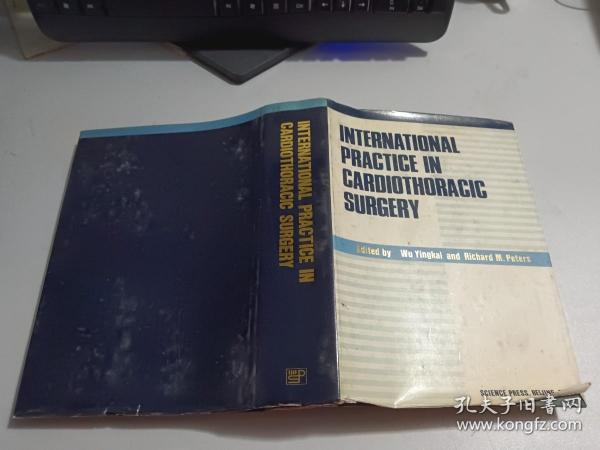 INTERNATIONAL PRACTICE IN
CARDIOTHORACIC SURGERY
INTERNATIONAL
PRACTICE IN
CARDIOTHORACIC
SURGERY
Edited by Wu Yingkai and Richard M. Peters
SCIENCE PRESS, BEIJING
孔夫子旧书网
www.kongfz.com